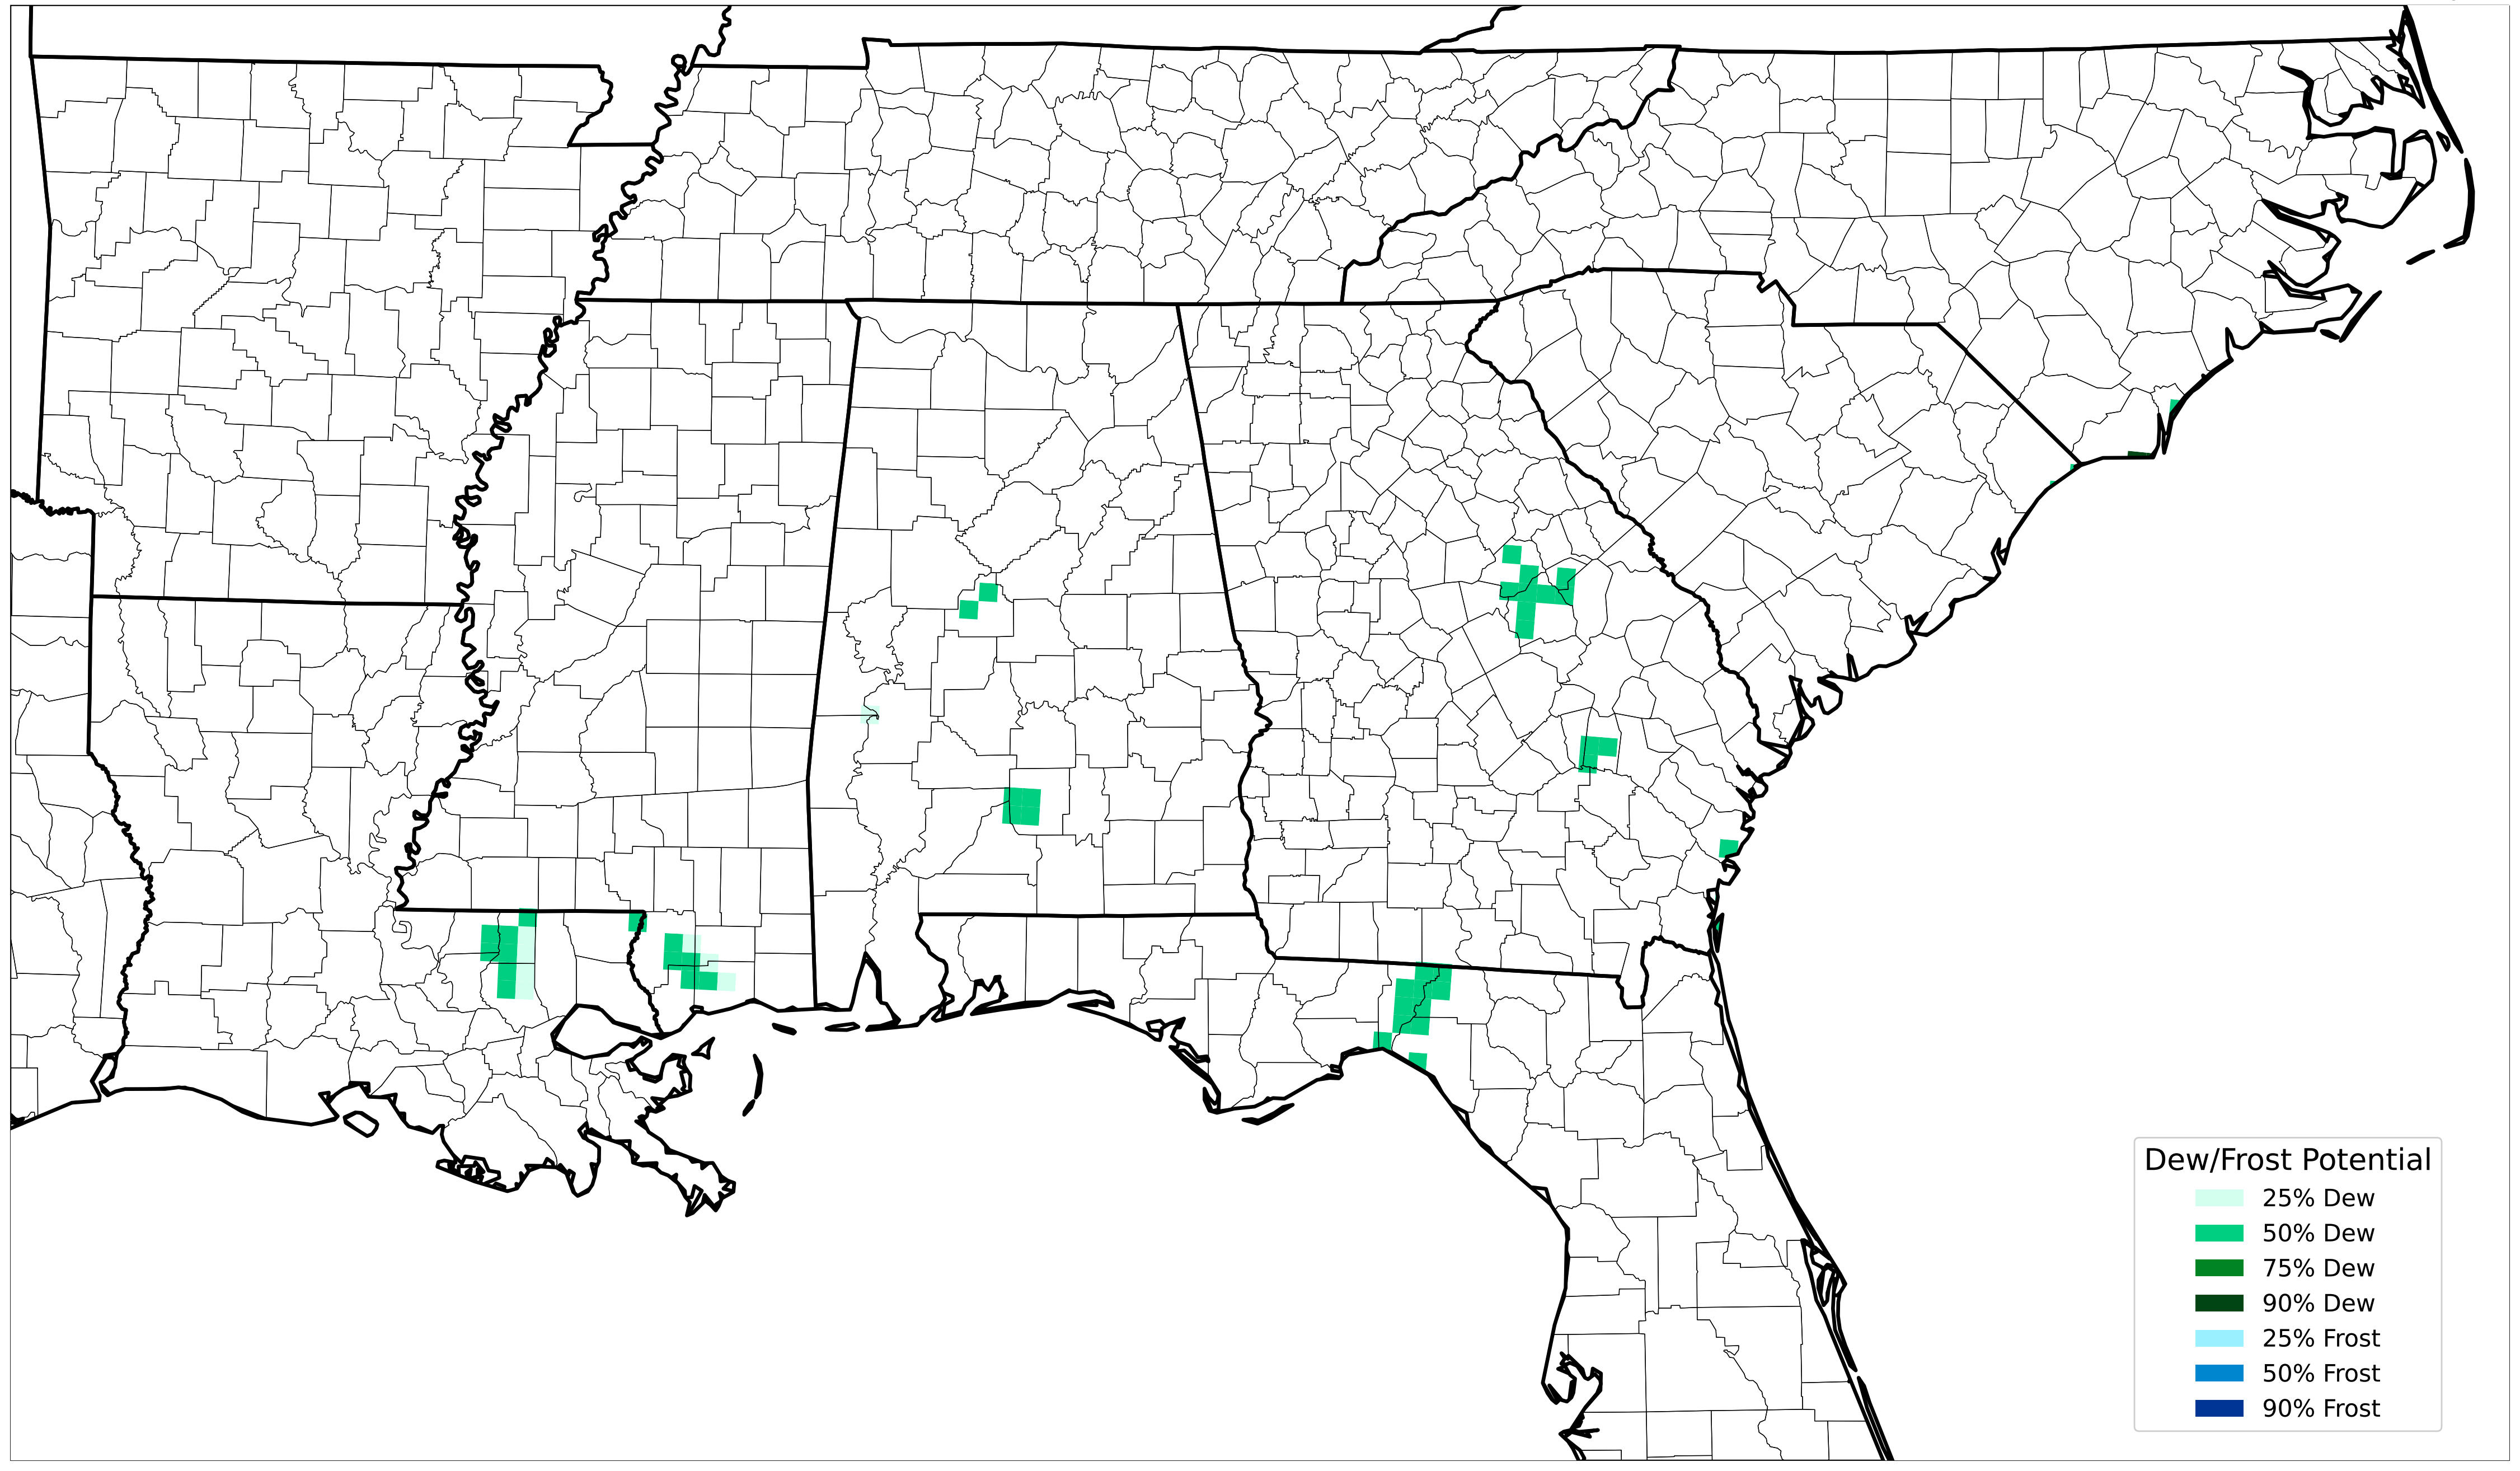 Dew/Frost Potential
25% Dew
50% Dew
75% Dew
90% Dew
25% Frost
50% Frost
90% Frost